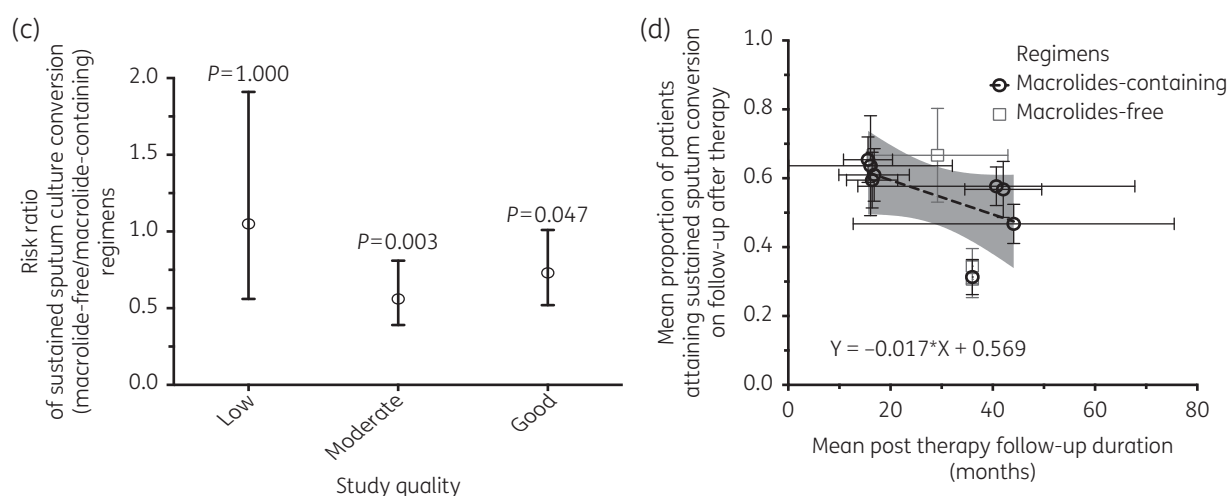 (c)
Risk ratio
of sustained sputum culture conversion
(macrolide-free/macrolide-containing)
regimens
2.0
1.5
1.0
0.5
0.0
P=1.000
P=0.003
P=0.047
Low
Moderate
Good
Study quality
(d)
Mean proportion of patients
attaining sustained sputum conversion
on follow-up after therapy
1.0
0.8
0.6
0.4
0.2
0.0
Regimens
Macrolides-containing
Macrolides-free
Y = –0.017*X + 0.569
0
20
40
60
80
Mean post therapy follow-up duration
(months)